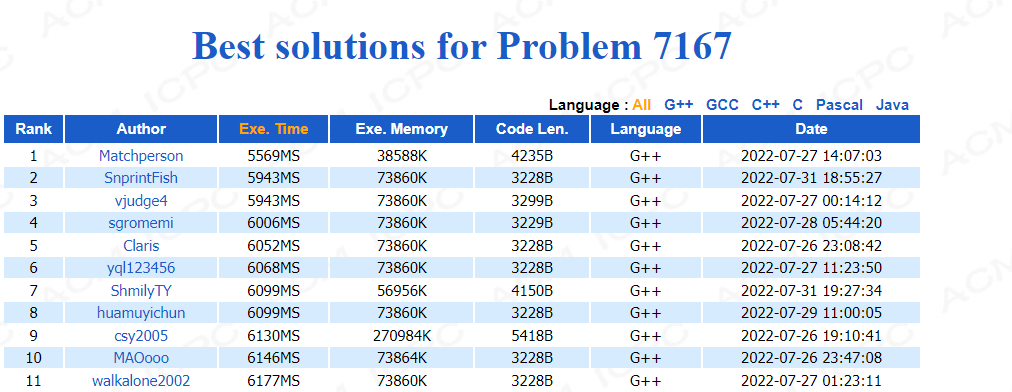 Best solutions for Problem 7167
Language : All G++ GCC C++ C Pascal Java
Rank Author Exe. Time Exe. Memory Code Len. Language Date
1 Matchperson 5569MS 38588K 4235B G++ 2022-07-27 14:07:03
2 SnprintFish 5943MS 73860K 3228B G++ 2022-07-31 18:55:27
3 vjudge4 5943MS 73860K 3299B G++ 2022-07-27 00:14:12
4 sgromemi 6006MS 73860K 3229B G++ 2022-07-28 05:44:20
5 Claris 6052MS 73860K 3228B G++ 2022-07-26 23:08:42
6 yql123456 6068MS 73860K 3228B G++ 2022-07-27 11:23:50
7 ShmilyTY 6099MS 56956K 4150B G++ 2022-07-31 19:27:34
8 huamuyichun 6099MS 73860K 3228B G++ 2022-07-29 11:00:05
9 csy2005 6130MS 270984K 5418B G++ 2022-07-26 19:10:41
10 MAOooo 6146MS 73864K 3228B G++ 2022-07-26 23:47:08
11 walkalone2002 6177MS 73860K 3228B G++ 2022-07-27 01:23:11
ACM ICPC